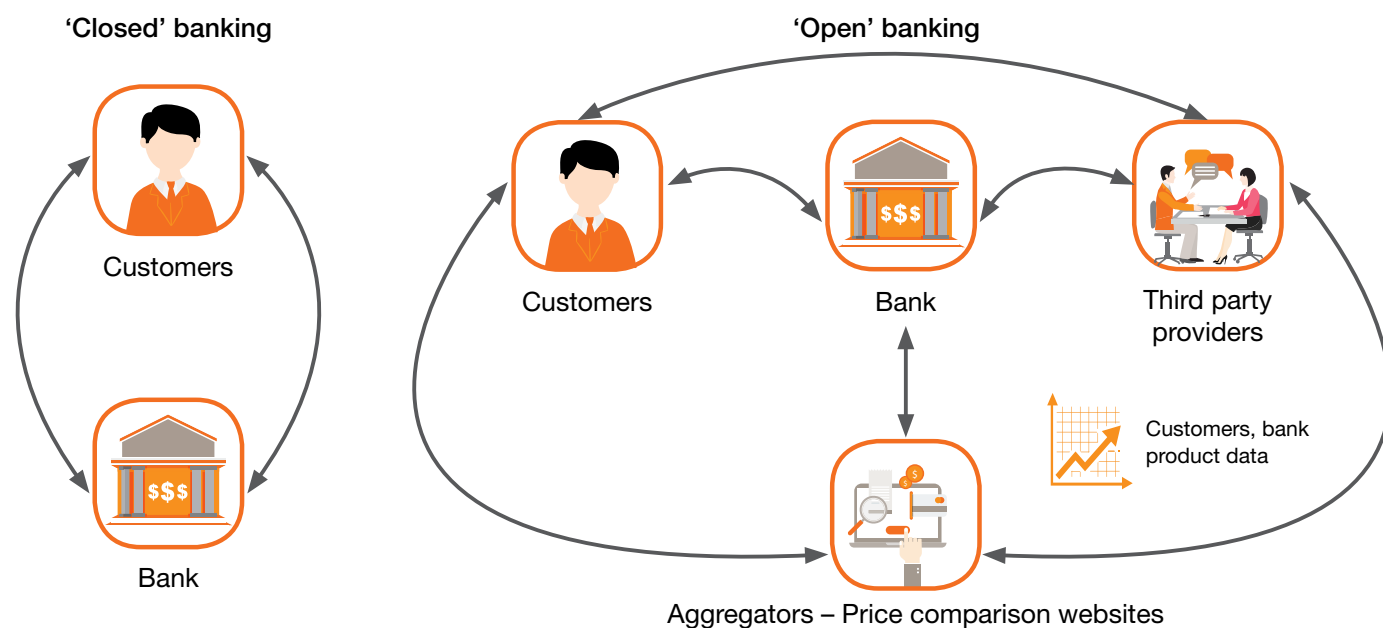 ‘Closed’ banking
Customers
$$$
Bank
‘Open’ banking
Customers
$$$
Bank
Third party
providers
Customers, bank
product data
$
$
Aggregators – Price comparison websites